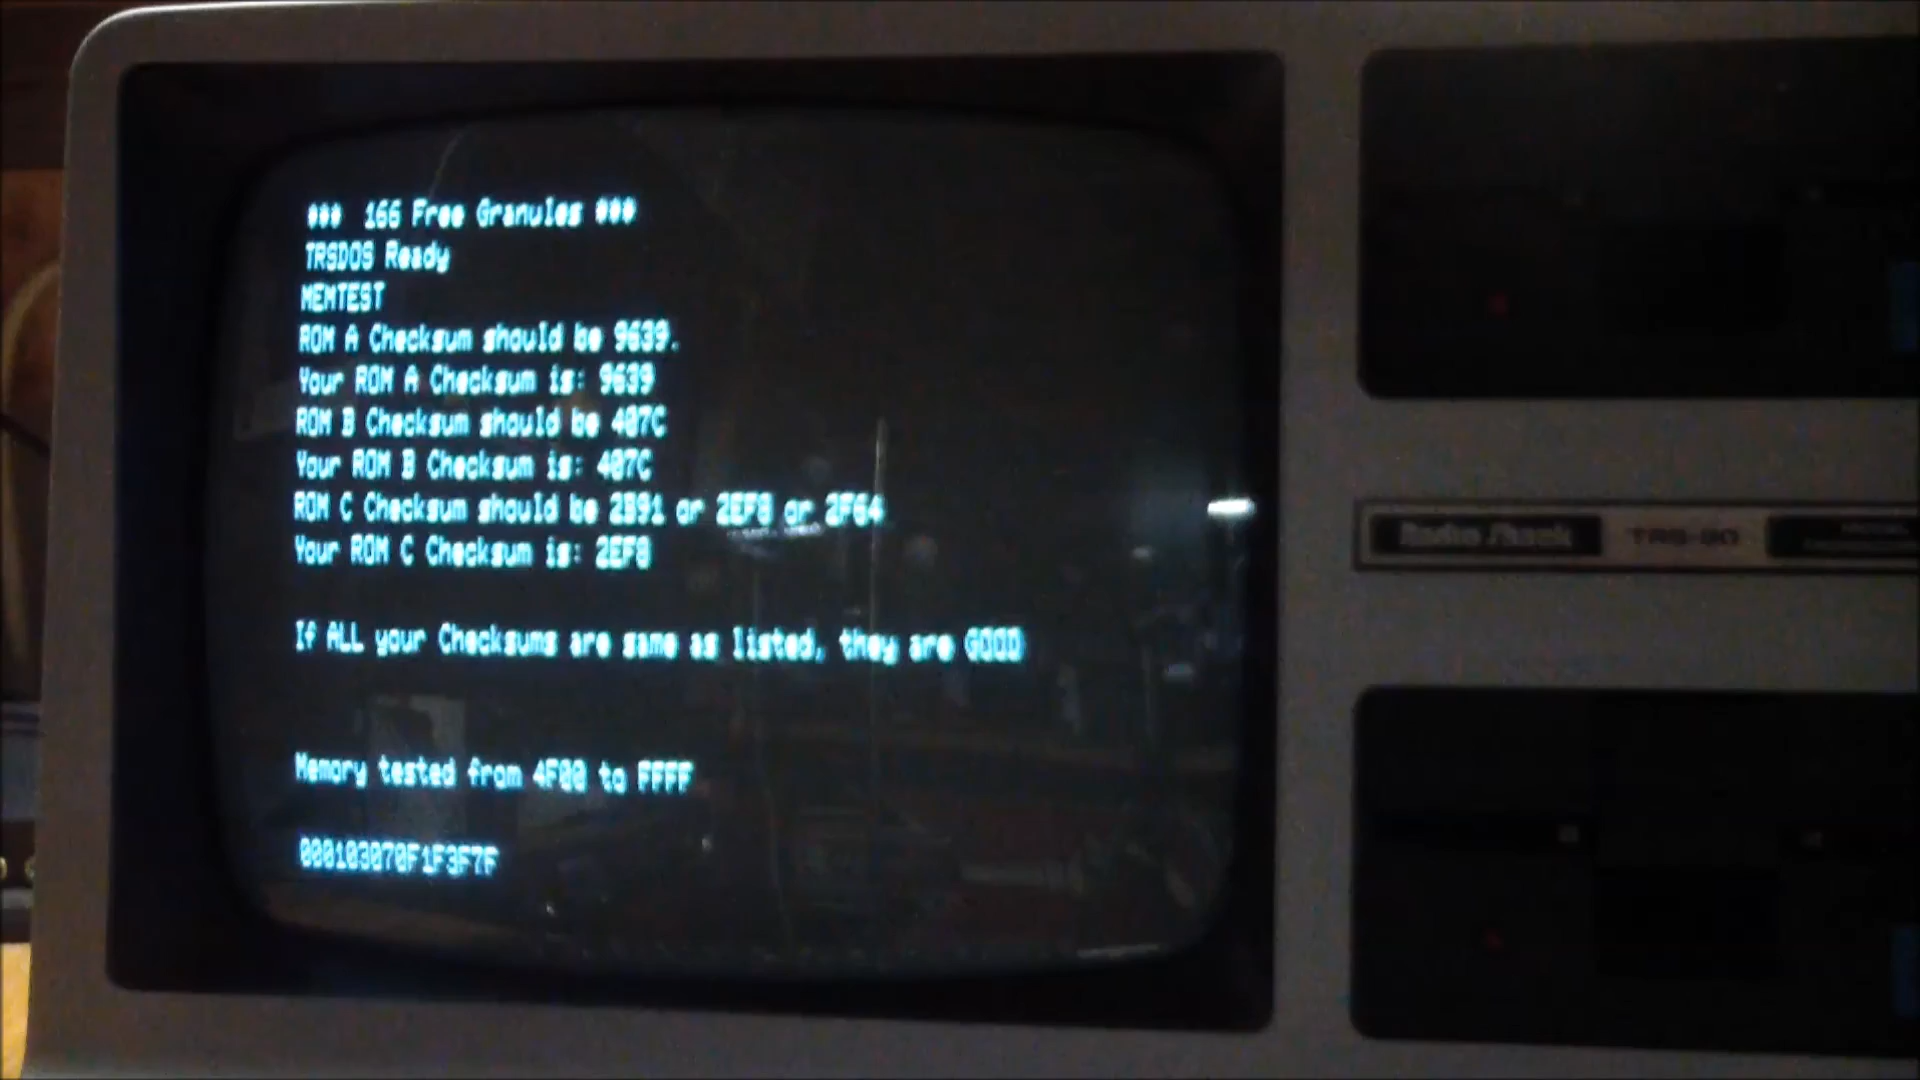 ### 166 Free Granules ###
TRSDOS Ready
MEMTEST
ROM A Checksum should be 9639.
Your ROM A Checksum is: 9639
ROM B Checksum should be 407C
Your ROM B Checksum is: 407C
ROM C Checksum should be 2B91 or 2EF8 or 2F64
Your ROM C Checksum is: 2EF8
If ALL your Checksums are same as listed, they are GOOD
Memory tested from 4F00 to FFFF
000103070F1F3F7F
Radio Shack TRS-80